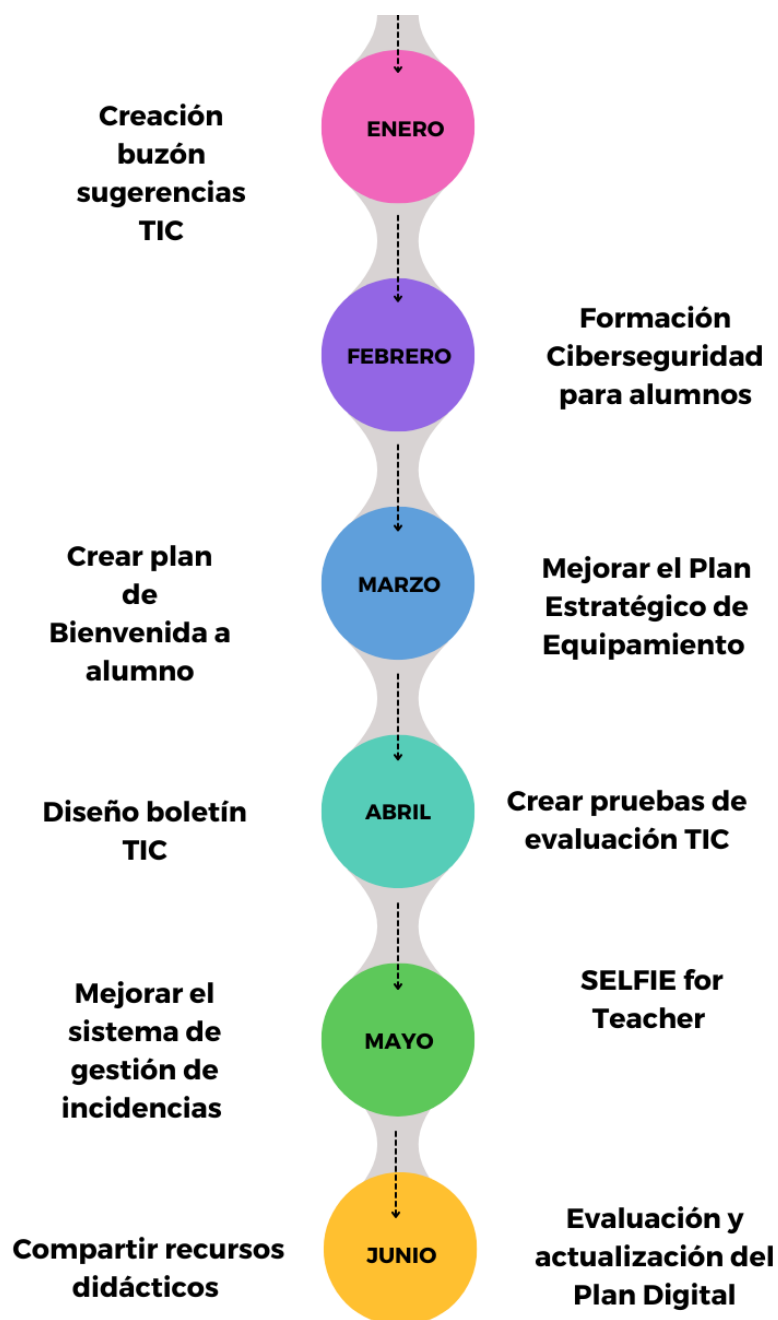 ENERO
Creación
buzón
sugerencias
TIC
FEBRERO
Formación
Ciberseguridad
para alumnos
MARZO
Crear plan
de
Bienvenida a
alumno
Mejorar el Plan
Estratégico de
Equipamiento
ABRIL
Diseño boletín
TIC
Crear pruebas de
evaluación TIC
MAYO
Mejorar el
sistema de
gestión de
incidencias
SELFIE for
Teacher
JUNIO
Compartir recursos
didácticos
Evaluación y
actualización del
Plan Digital